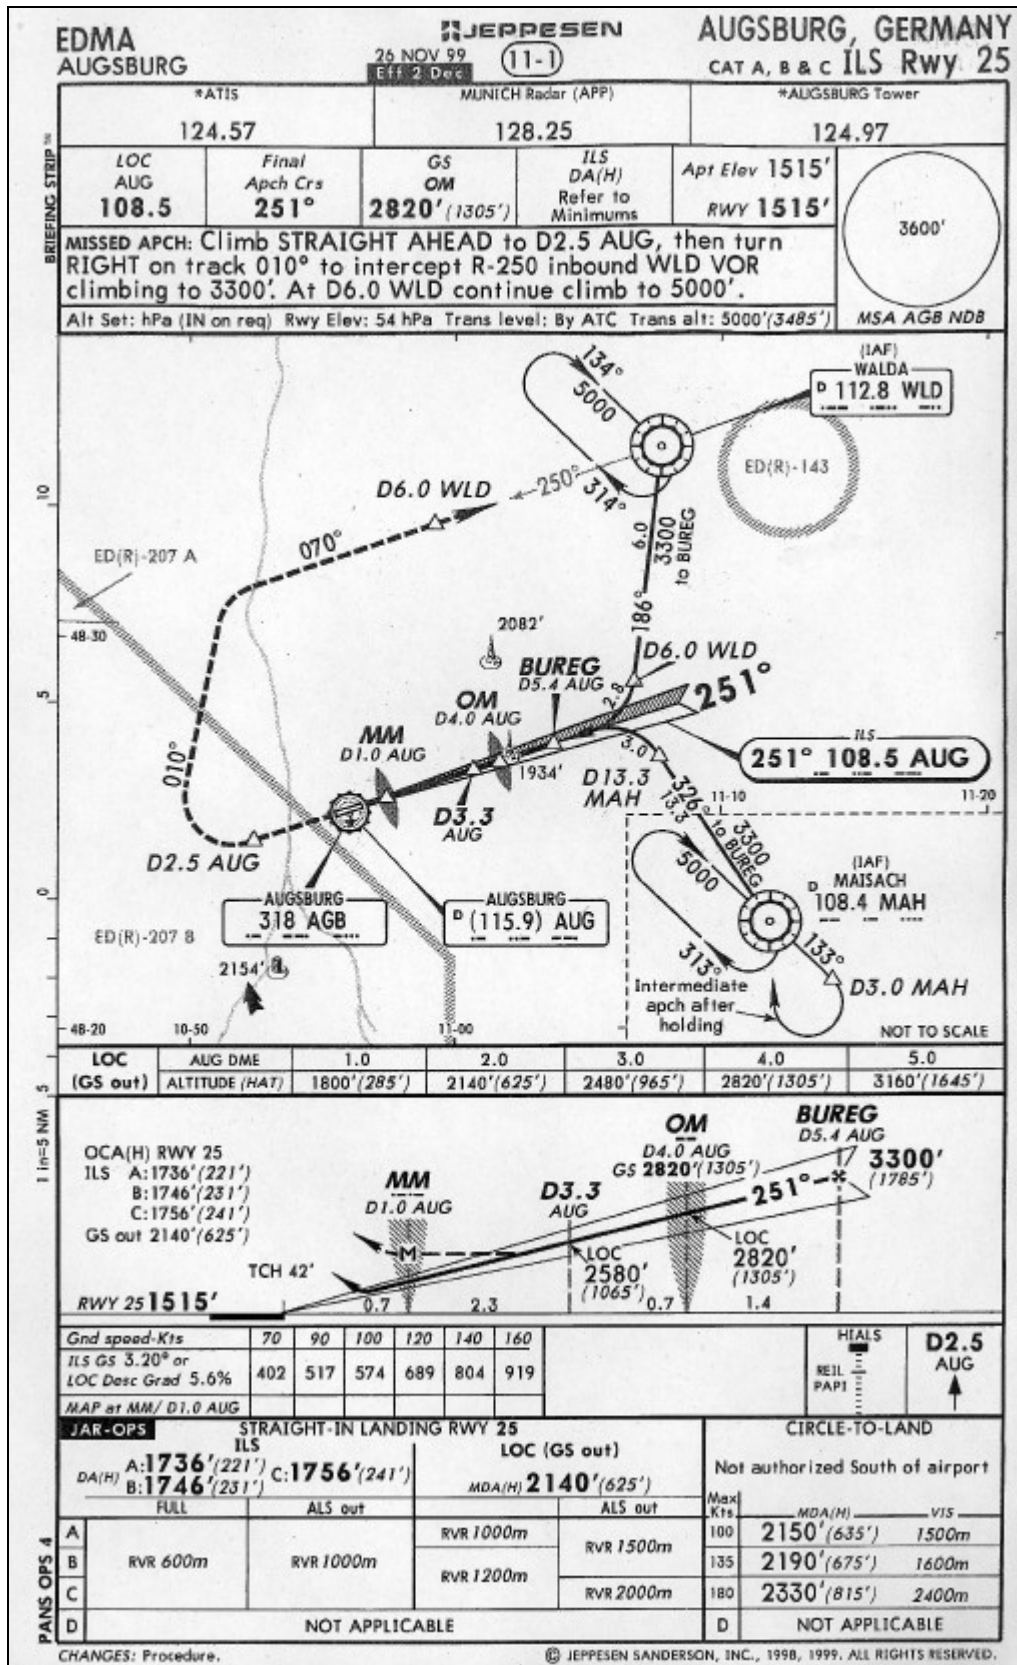 EDMA
AUGSBURG
JEPPESEN
26 NOV 99
Eff 2 Dec
11-1
AUGSBURG, GERMANY
CAT A, B & C ILS Rwy 25
BRIEFING STRIP™
*ATIS
124.57
MUNICH Radar (APP)
128.25
*AUGSBURG Tower
124.97
LOC
AUG
108.5
Final
Apch Crs
251°
GS
OM
2820' (1305')
ILS
DA(H)
Refer to
Minimums
Apt Elev 1515'
RWY 1515'
3600'
MSA AGB NDB
MISSED APCH: Climb STRAIGHT AHEAD to D2.5 AUG, then turn
RIGHT on track 010° to intercept R-250 inbound WLD VOR
climbing to 3300'. At D6.0 WLD continue climb to 5000'.
Alt Set: hPa (IN on req) Rwy Elev: 54 hPa Trans level: By ATC Trans alt: 5000'(3485')
134°
5000
314°
(IAF)
WALDA
D 112.8 WLD
ED(R)-143
250°
D6.0 WLD
10
070°
ED(R)-207 A
48-30
6.0
3300
to BUREG
186°
2082'
D6.0 WLD
2.8
BUREG
D5.4 AUG
251°
OM
D4.0 AUG
MM
D1.0 AUG
5
ILS
251° 108.5 AUG
1934'
3.0
D13.3
MAH
010°
D3.3
AUG
11-10
11-20
326°
13.3
3300
to BUREG
D2.5 AUG
5000
(IAF)
MAISACH
D 108.4 MAH
0
AUGSBURG
318 AGB
AUGSBURG
D (115.9) AUG
ED(R)-207 B
2154'
313°
133°
D3.0 MAH
Intermediate
apch after
holding
48-20
10-50
11-00
NOT TO SCALE
5
1 in=5 NM
LOC
(GS out)
AUG DME 1.0 2.0 3.0 4.0 5.0
ALTITUDE (HAT) 1800'(285') 2140'(625') 2480'(965') 2820'(1305') 3160'(1645')
OCA(H) RWY 25
ILS A:1736'(221')
B:1746'(231')
C:1756'(241')
GS out 2140'(625')
MM
D1.0 AUG
D3.3
AUG
OM
D4.0 AUG
GS 2820'(1305')
BUREG
D5.4 AUG
3300'
(1785')
251°
M
TCH 42'
LOC
2580'
(1065')
LOC
2820'
(1305')
RWY 25 1515'
0.7 2.3 0.7 1.4
Gnd speed-Kts 70 90 100 120 140 160
ILS GS 3.20° or
LOC Desc Grad 5.6% 402 517 574 689 804 919
MAP at MM/ D1.0 AUG
HIALS
REIL
PAPI
D2.5
AUG
PANS OPS 4
JAR-OPS
STRAIGHT-IN LANDING RWY 25
ILS
DA(H) A:1736'(221')
B:1746'(231')
C:1756'(241')
LOC (GS out)
MDA(H) 2140'(625')
FULL
ALS out
ALS out
A
B
C
RVR 600m
RVR 1000m
RVR 1000m
RVR 1200m
RVR 1500m
RVR 2000m
D NOT APPLICABLE
CIRCLE-TO-LAND
Not authorized South of airport
Max
Kts MDA(H) VIS
100 2150'(635') 1500m
135 2190'(675') 1600m
180 2330'(815') 2400m
D NOT APPLICABLE
CHANGES: Procedure.
© JEPPESEN SANDERSON, INC., 1998, 1999. ALL RIGHTS RESERVED.